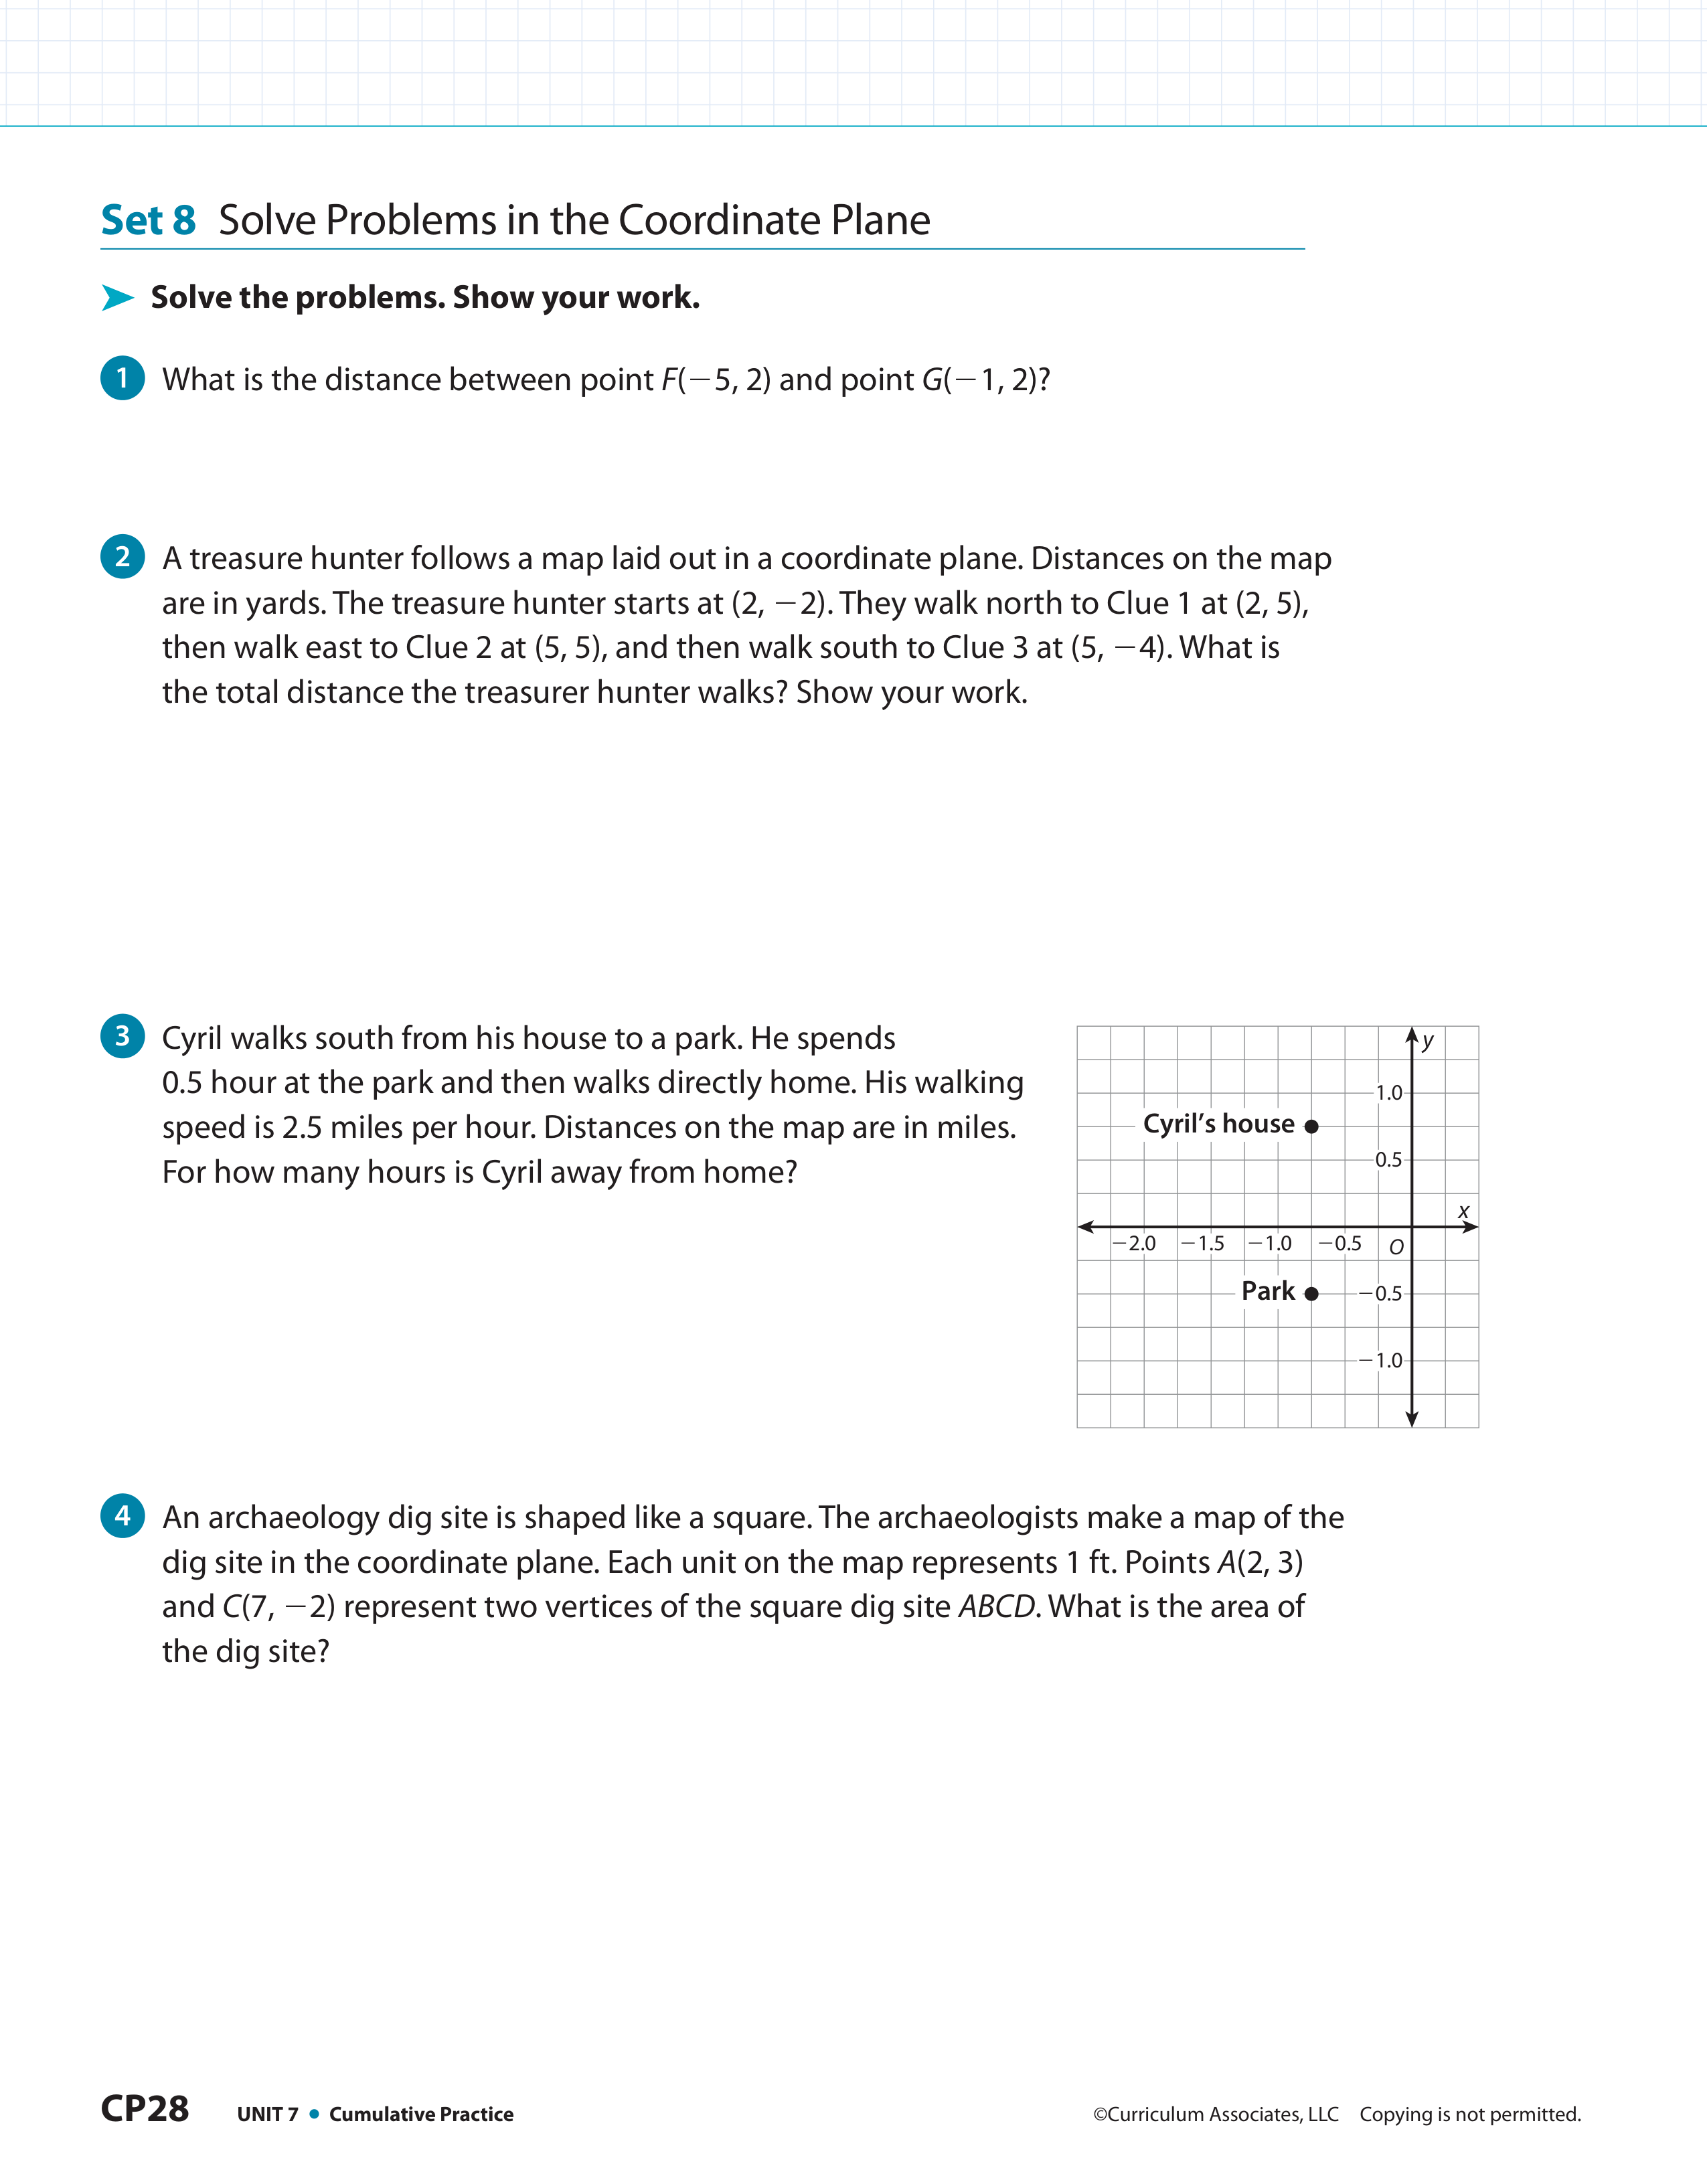 Set 8 Solve Problems in the Coordinate Plane
Solve the problems. Show your work.
1 What is the distance between point F(−5, 2) and point G(−1, 2)?
2 A treasure hunter follows a map laid out in a coordinate plane. Distances on the map
are in yards. The treasure hunter starts at (2, −2). They walk north to Clue 1 at (2, 5),
then walk east to Clue 2 at (5, 5), and then walk south to Clue 3 at (5, −4). What is
the total distance the treasurer hunter walks? Show your work.
3 Cyril walks south from his house to a park. He spends
0.5 hour at the park and then walks directly home. His walking
speed is 2.5 miles per hour. Distances on the map are in miles.
For how many hours is Cyril away from home?
y
1.0
Cyril's house
0.5
x
−2.0 −1.5 −1.0 −0.5 O
Park −0.5
−1.0
4 An archaeology dig site is shaped like a square. The archaeologists make a map of the
dig site in the coordinate plane. Each unit on the map represents 1 ft. Points A(2, 3)
and C(7, −2) represent two vertices of the square dig site ABCD. What is the area of
the dig site?
CP28 UNIT 7 • Cumulative Practice ©Curriculum Associates, LLC Copying is not permitted.